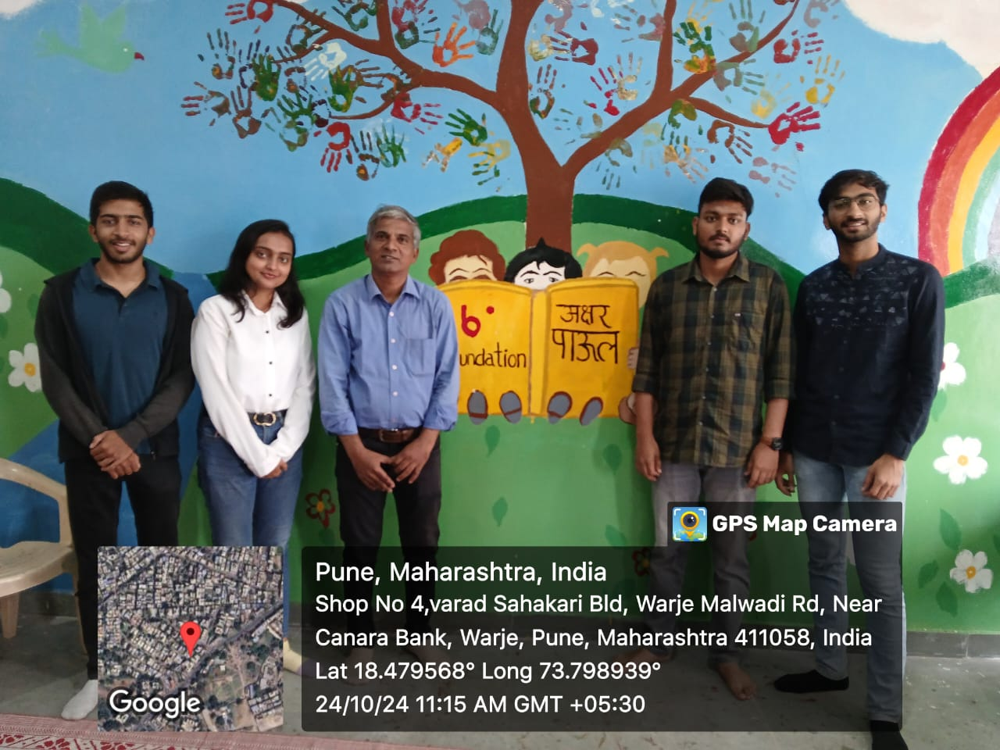 undation
अक्षर
पाऊल
GPS Map Camera
Google
Pune, Maharashtra, India
Shop No 4,varad Sahakari Bld, Warje Malwadi Rd, Near
Canara Bank, Warje, Pune, Maharashtra 411058, India
Lat 18.479568° Long 73.798939°
24/10/24 11:15 AM GMT +05:30